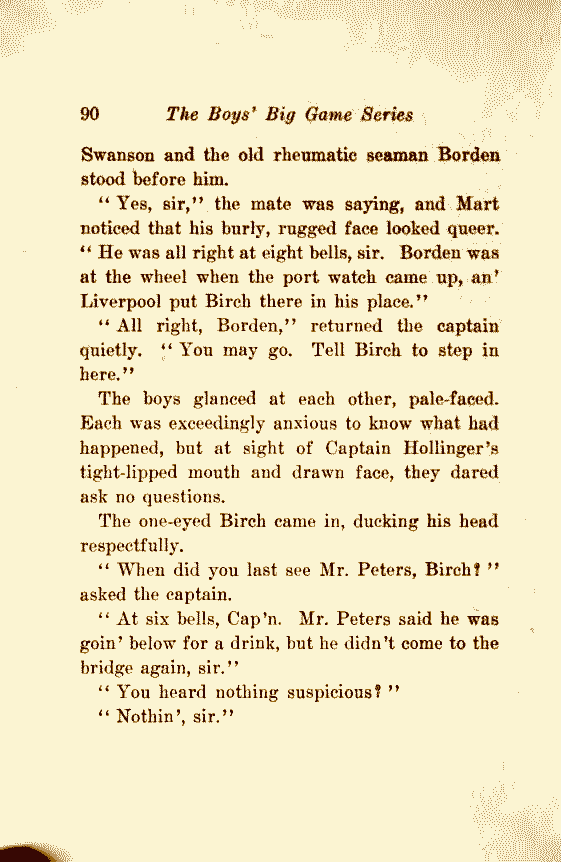 90 The Boys' Big Game Series
Swanson and the old rheumatic seaman Borden
stood before him.
“ Yes, sir,” the mate was saying, and Mart
noticed that his burly, rugged face looked queer.
“ He was all right at eight bells, sir. Borden was
at the wheel when the port watch came up, an’
Liverpool put Birch there in his place.”
“ All right, Borden,” returned the captain
quietly. “ You may go. Tell Birch to step in
here.”
The boys glanced at each other, pale-faced.
Each was exceedingly anxious to know what had
happened, but at sight of Captain Hollinger’s
tight-lipped mouth and drawn face, they dared
ask no questions.
The one-eyed Birch came in, ducking his head
respectfully.
“ When did you last see Mr. Peters, Birch? ”
asked the captain.
“ At six bells, Cap’n. Mr. Peters said he was
goin’ below for a drink, but he didn’t come to the
bridge again, sir.”
“ You heard nothing suspicious? ”
“ Nothin’, sir.”